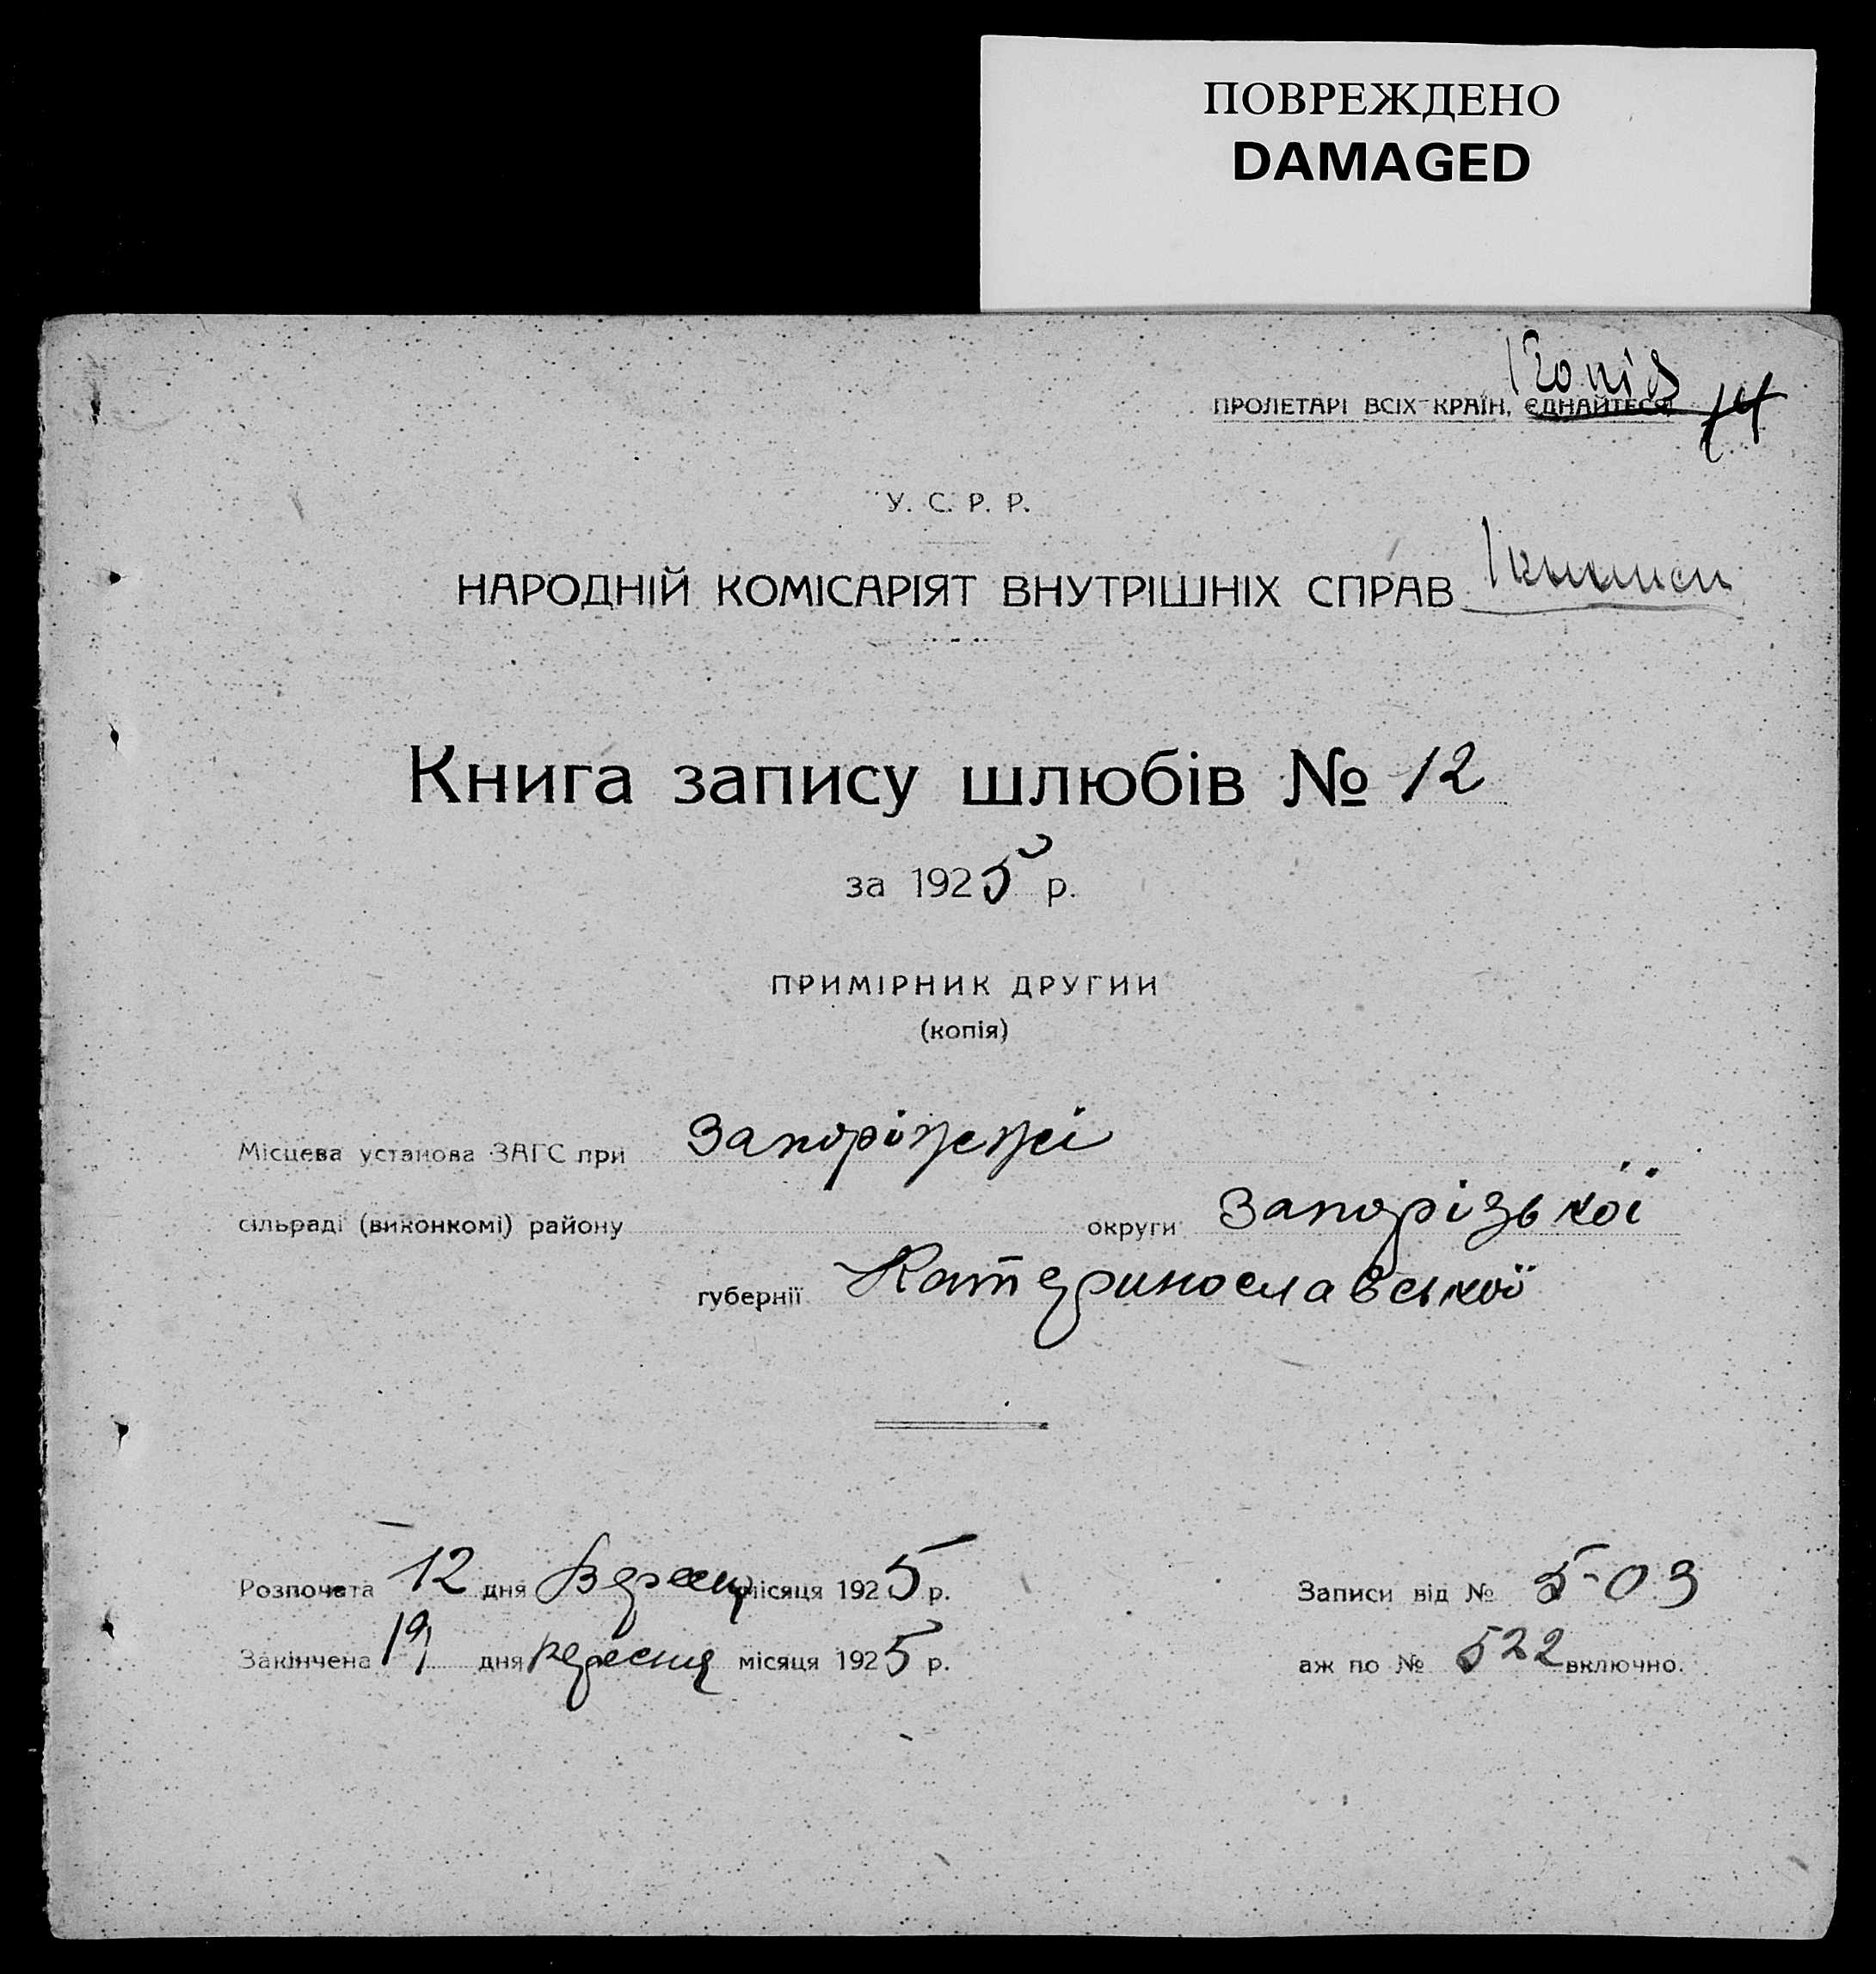 ПОВРЕЖДЕНО
DAMAGED
Копія
ПРОЛЕТАРІ ВСІХ КРАЇН, ЄДНАЙТЕСЯ!
У. С. Р. Р.
НАРОДНІЙ КОМІСАРІЯТ ВНУТРІШНІХ СПРАВ
Книга запису шлюбів № 12
за 1925 р.
ПРИМІРНИК ДРУГИЙ
(копія)
Місцева установа ЗАГС при Запоріжжі
сільраді (виконкомі) району округи Запорізької
губернії Катеринославської
Розпочата 12 дня Вересня місяця 1925 р. Записи від № 503
Закінчена 19 дня вересня місяця 1925 р. аж по № 522 включно.